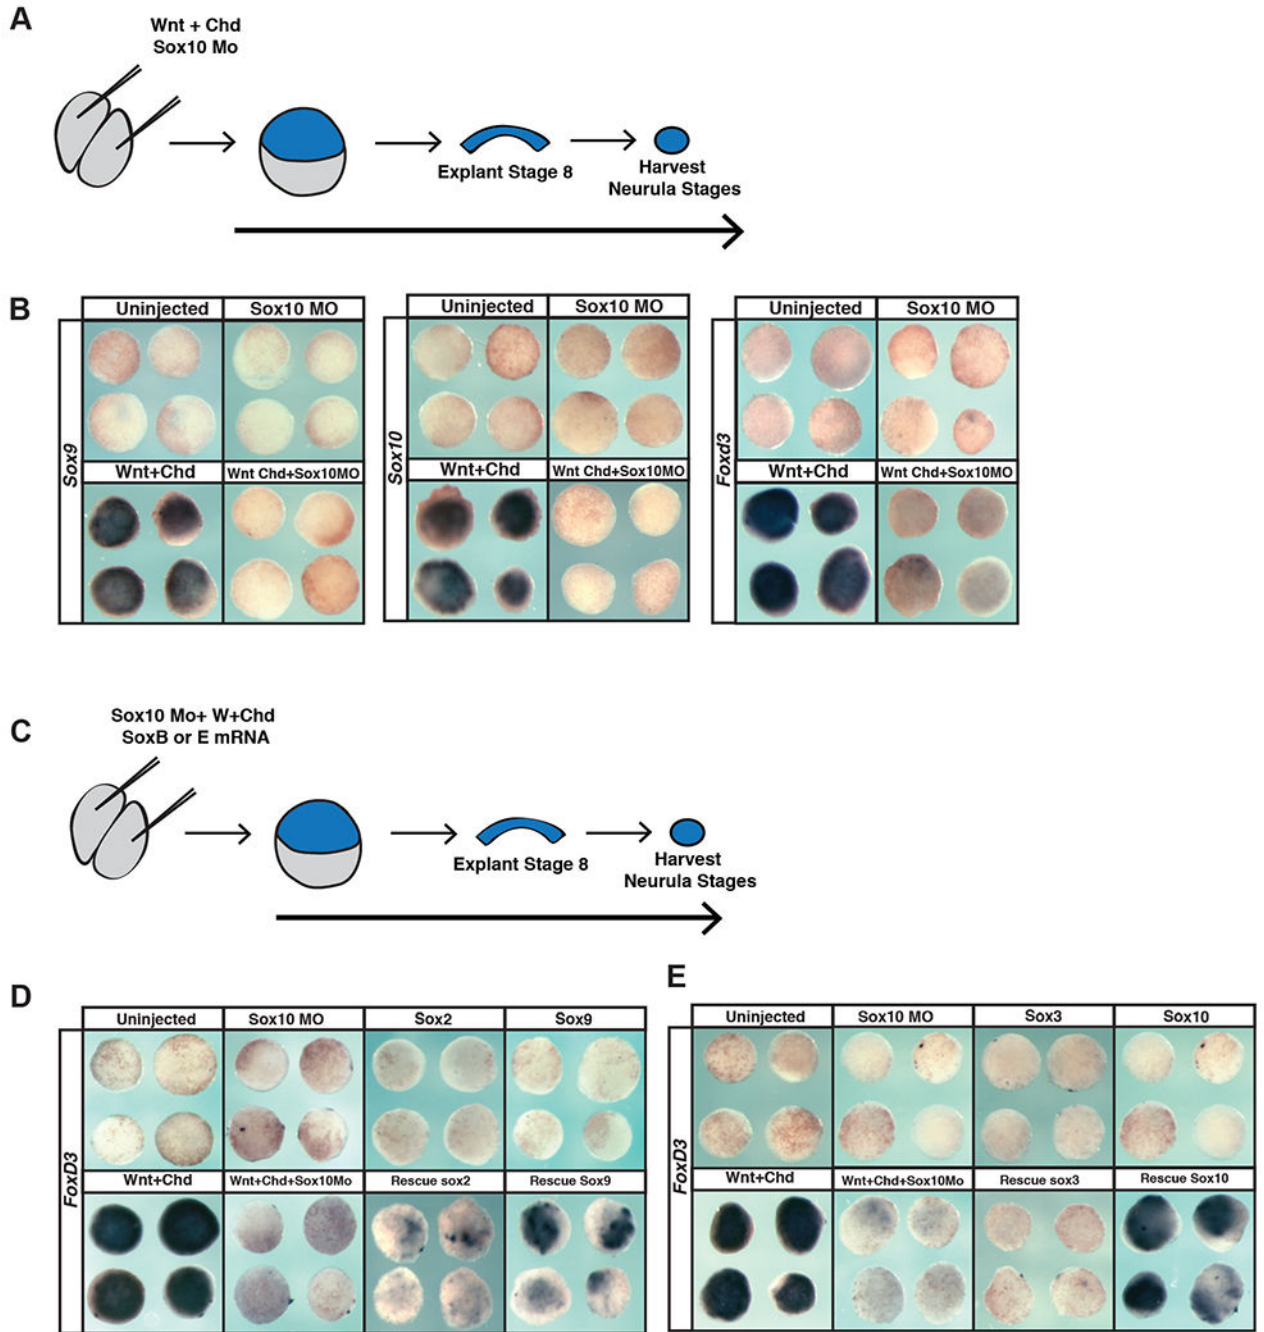 A
Wnt + Chd
Sox10 Mo
Explant Stage 8
Harvest
Neurula Stages
B
Uninjected
Sox10 MO
Sox9
Wnt+Chd
Wnt Chd+Sox10MO
Uninjected
Sox10 MO
Sox10
Wnt+Chd
Wnt Chd+Sox10MO
Uninjected
Sox10 MO
Foxd3
Wnt+Chd
Wnt Chd+Sox10MO
C
Sox10 Mo+ W+Chd
SoxB or E mRNA
Explant Stage 8
Harvest
Neurula Stages
D
Uninjected
Sox10 MO
Sox2
Sox9
FoxD3
Wnt+Chd
Wnt+Chd+Sox10Mo
Rescue sox2
Rescue Sox9
E
Uninjected
Sox10 MO
Sox3
Sox10
FoxD3
Wnt+Chd
Wnt+Chd+Sox10Mo
Rescue sox3
Rescue Sox10